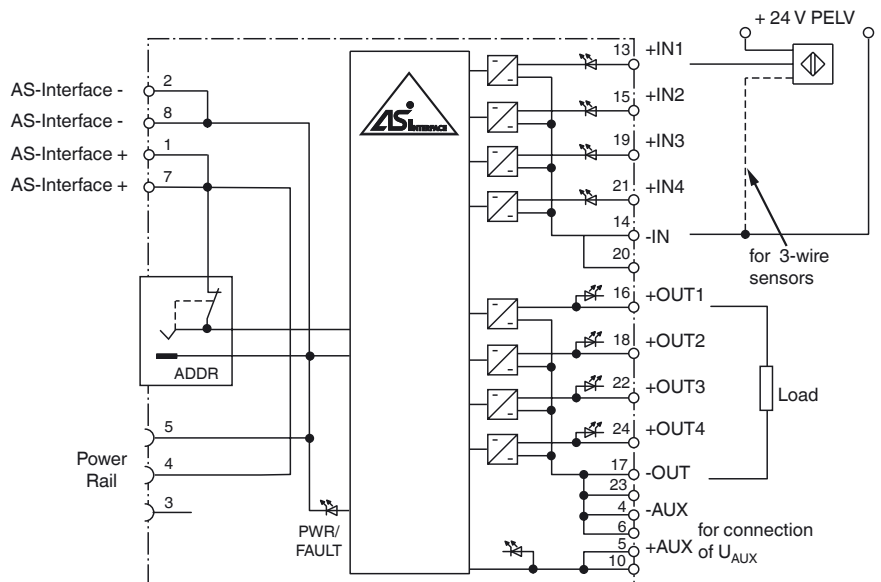 + 24 V PELV
13 +IN1
AS-Interface - 2
15 +IN2
AS-Interface - 8
ASi INTERFACE
AS-Interface + 1
19 +IN3
AS-Interface + 7
21 +IN4
14 -IN
20
for 3-wire
sensors
16 +OUT1
18 +OUT2
ADDR
22 +OUT3
Load
24 +OUT4
5
Power
Rail
4
17 -OUT
23
3
4 -AUX
6
PWR/
FAULT
for connection
of UAUX
5 +AUX
10